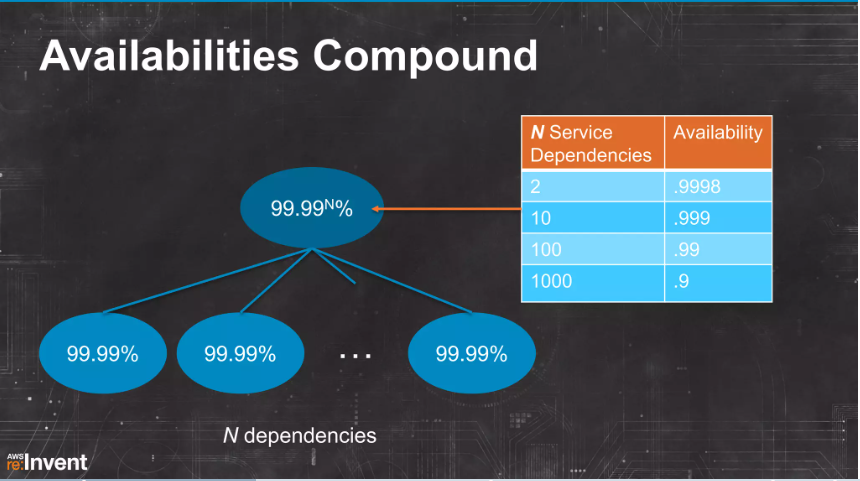 Availabilities Compound
N Service Dependencies
Availability
2
.9998
10
.999
100
.99
1000
.9
99.99ᴺ%
99.99%
99.99%
...
99.99%
N dependencies
AWS
re:Invent